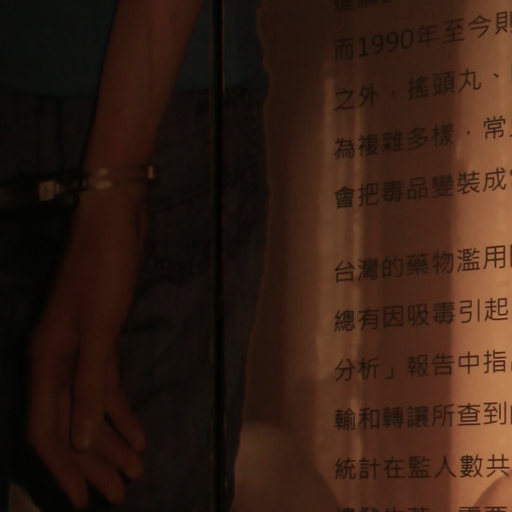 而1990年至今則
之外，搖頭丸、
為複雜多樣，常
會把毒品變裝成
台灣的藥物濫用
總有因吸毒引起
分析」報告中指
輸和轉讓所查到
統計在監人數共